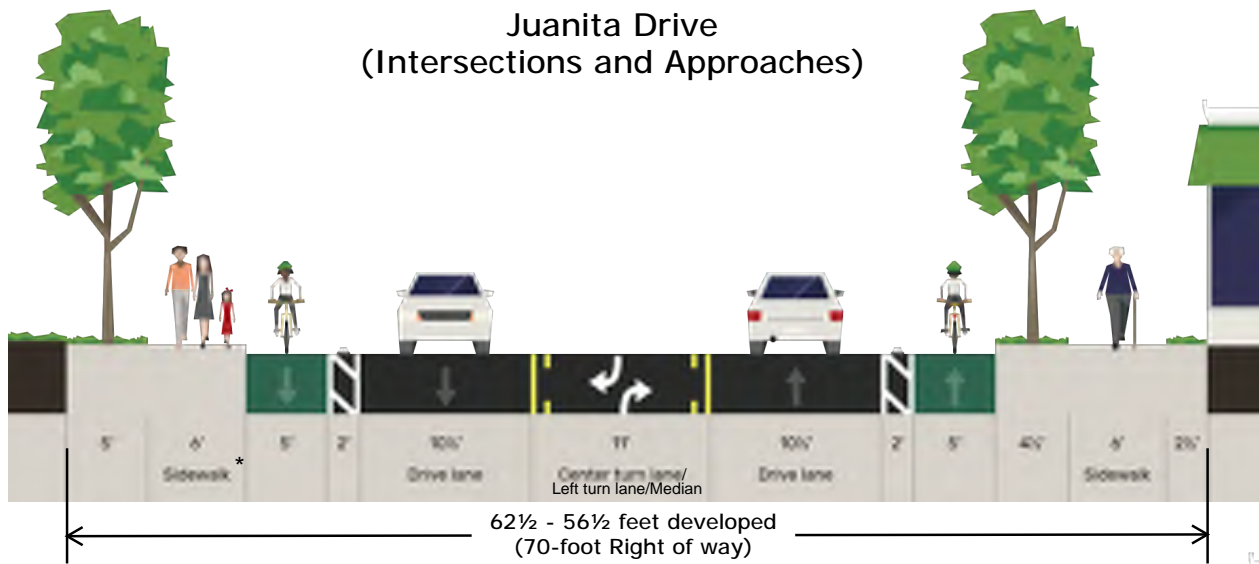 Juanita Drive
(Intersections and Approaches)
5' 6' 5' 2' 10½' 11' 10½' 2' 5' 4½' 6' 2½'
Sidewalk * Drive lane Center turn lane/ Drive lane Sidewalk
Left turn lane/Median
62½ - 56½ feet developed
(70-foot Right of way)